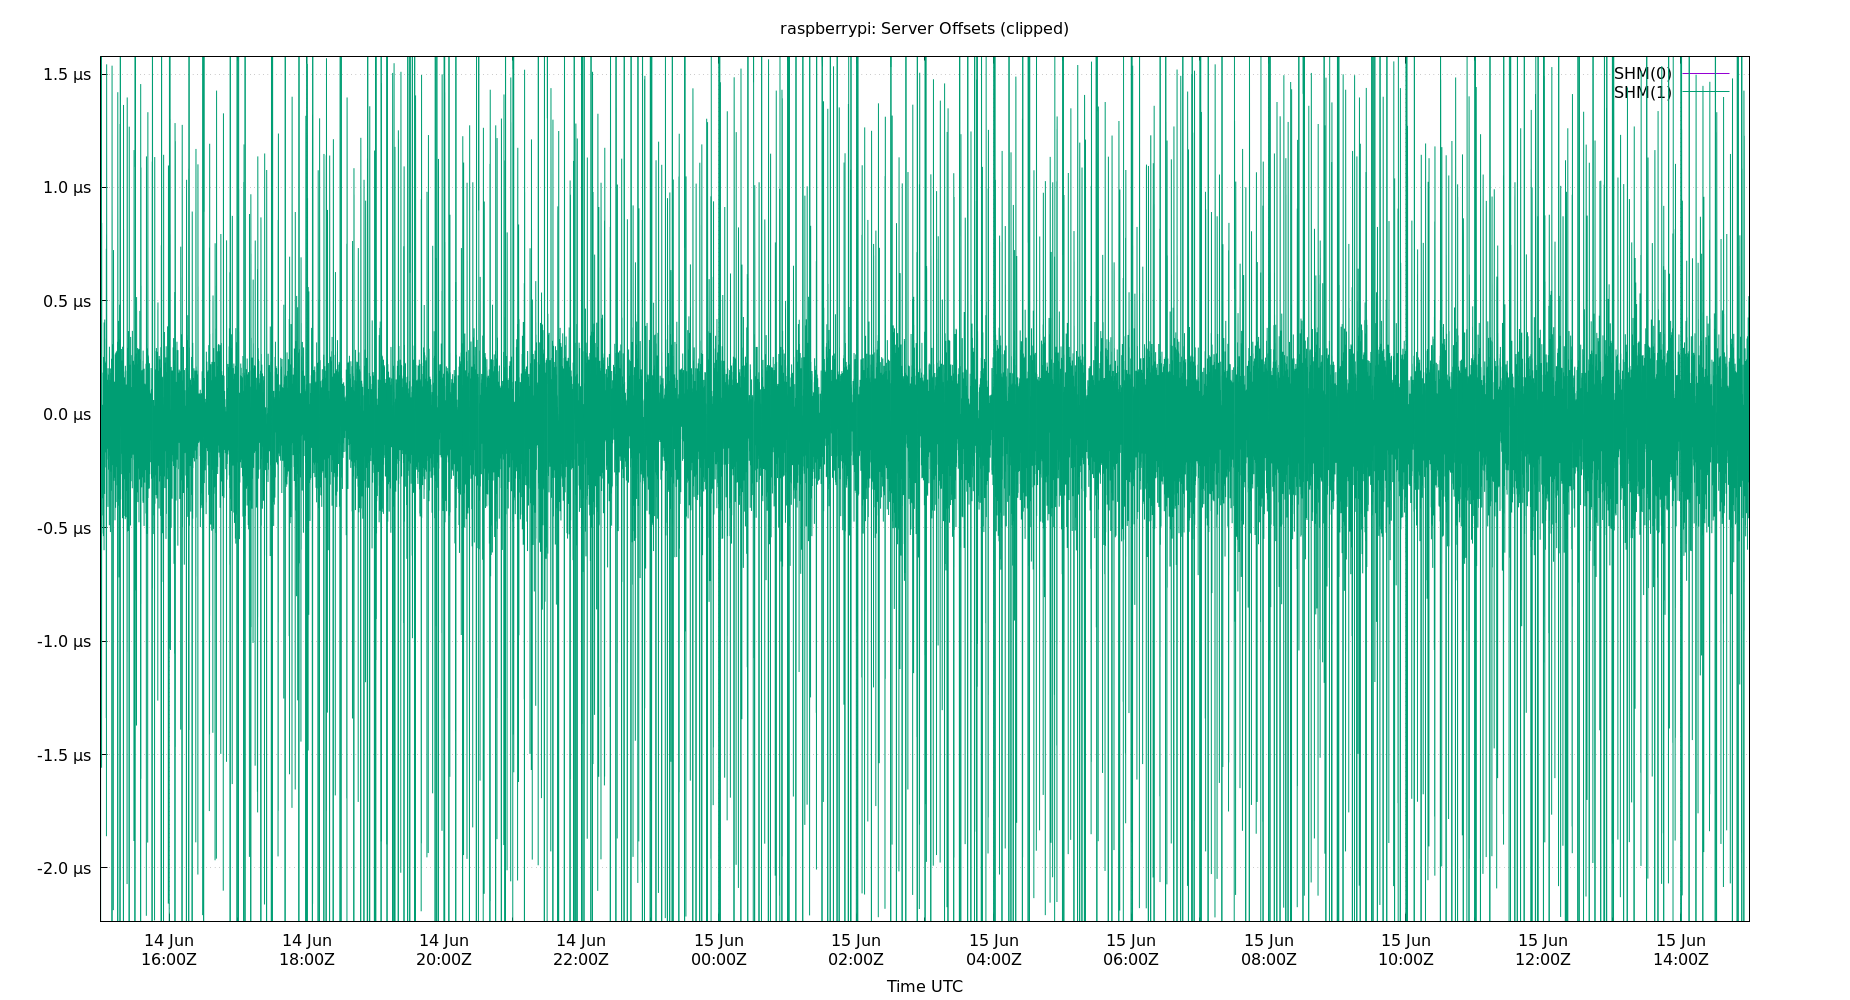 raspberrypi: Server Offsets (clipped)
1.5 µs
1.0 µs
0.5 µs
0.0 µs
-0.5 µs
-1.0 µs
-1.5 µs
-2.0 µs
SHM(0)
SHM(1)
14 Jun 14 Jun 14 Jun 14 Jun 15 Jun 15 Jun 15 Jun 15 Jun 15 Jun 15 Jun 15 Jun 15 Jun
16:00Z 18:00Z 20:00Z 22:00Z 00:00Z 02:00Z 04:00Z 06:00Z 08:00Z 10:00Z 12:00Z 14:00Z
Time UTC